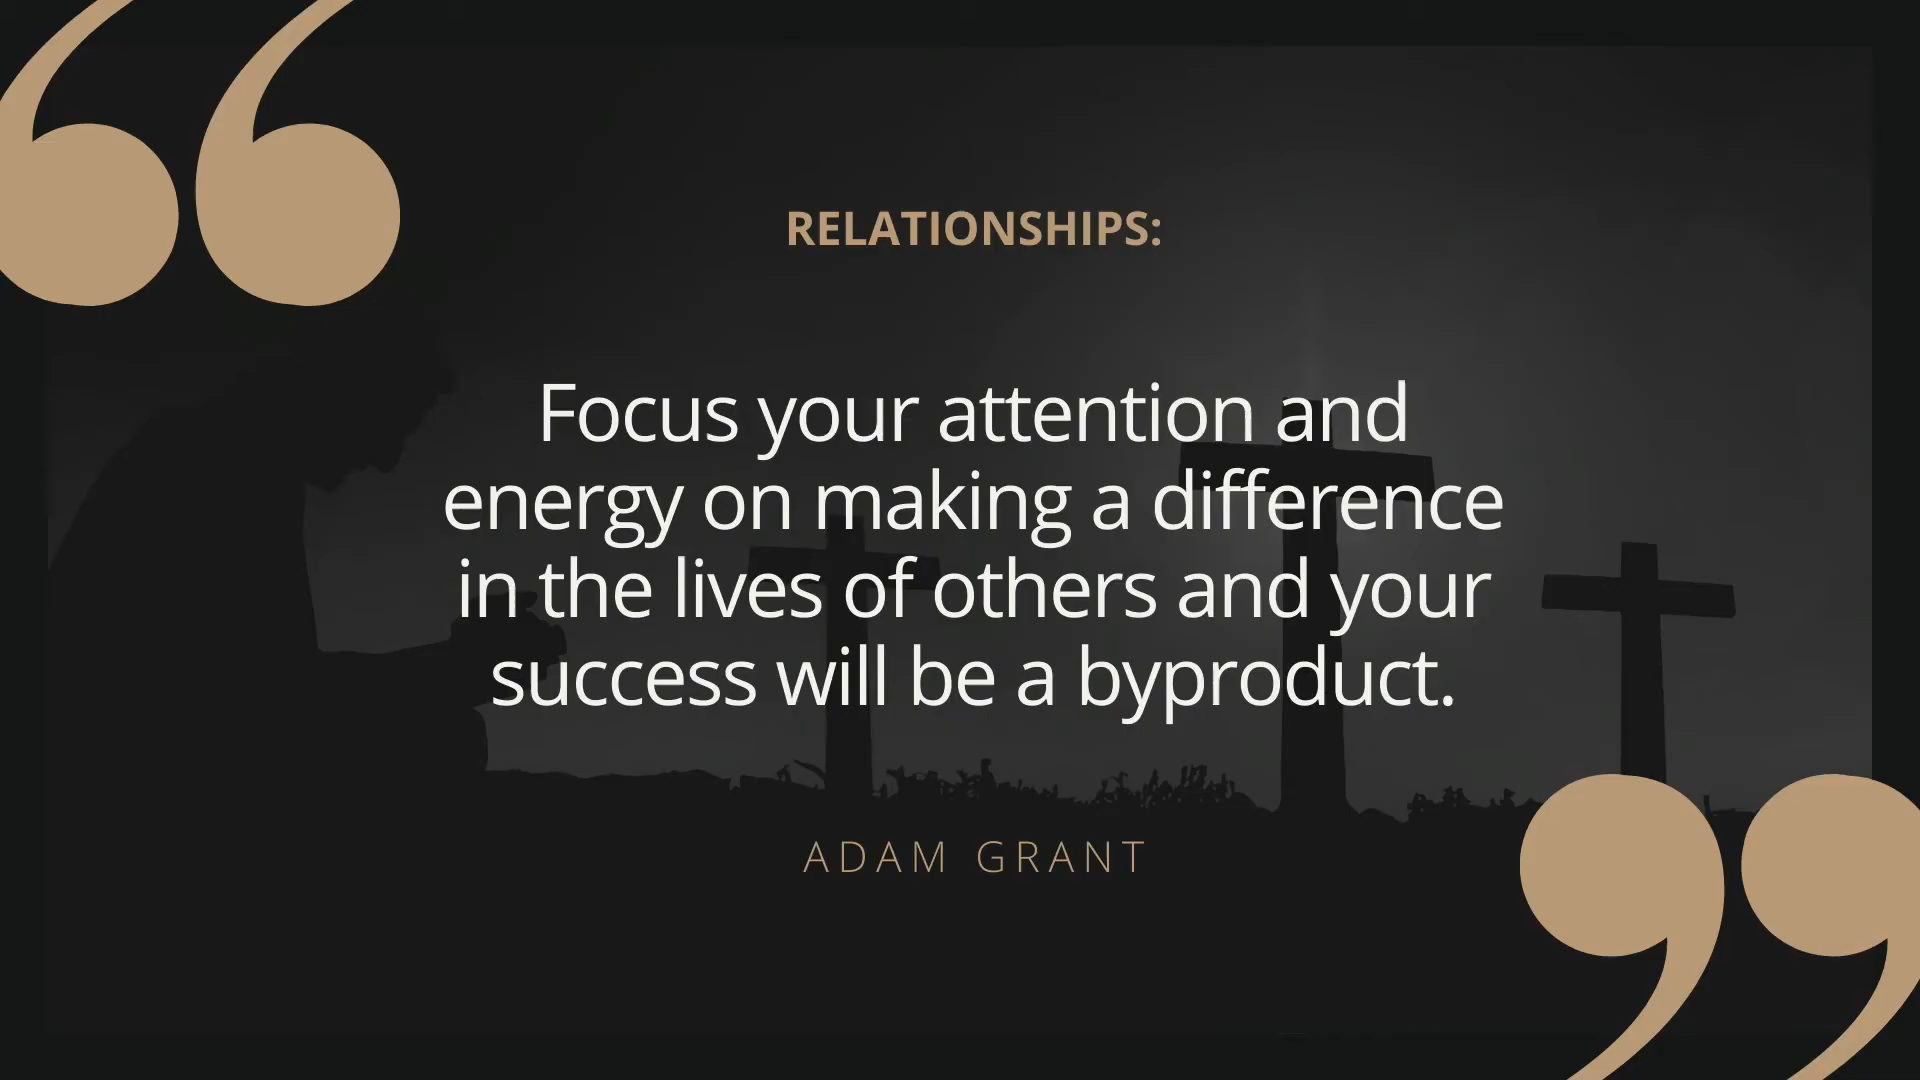 RELATIONSHIPS:
Focus your attention and
energy on making a difference
in the lives of others and your
success will be a byproduct.
ADAM GRANT